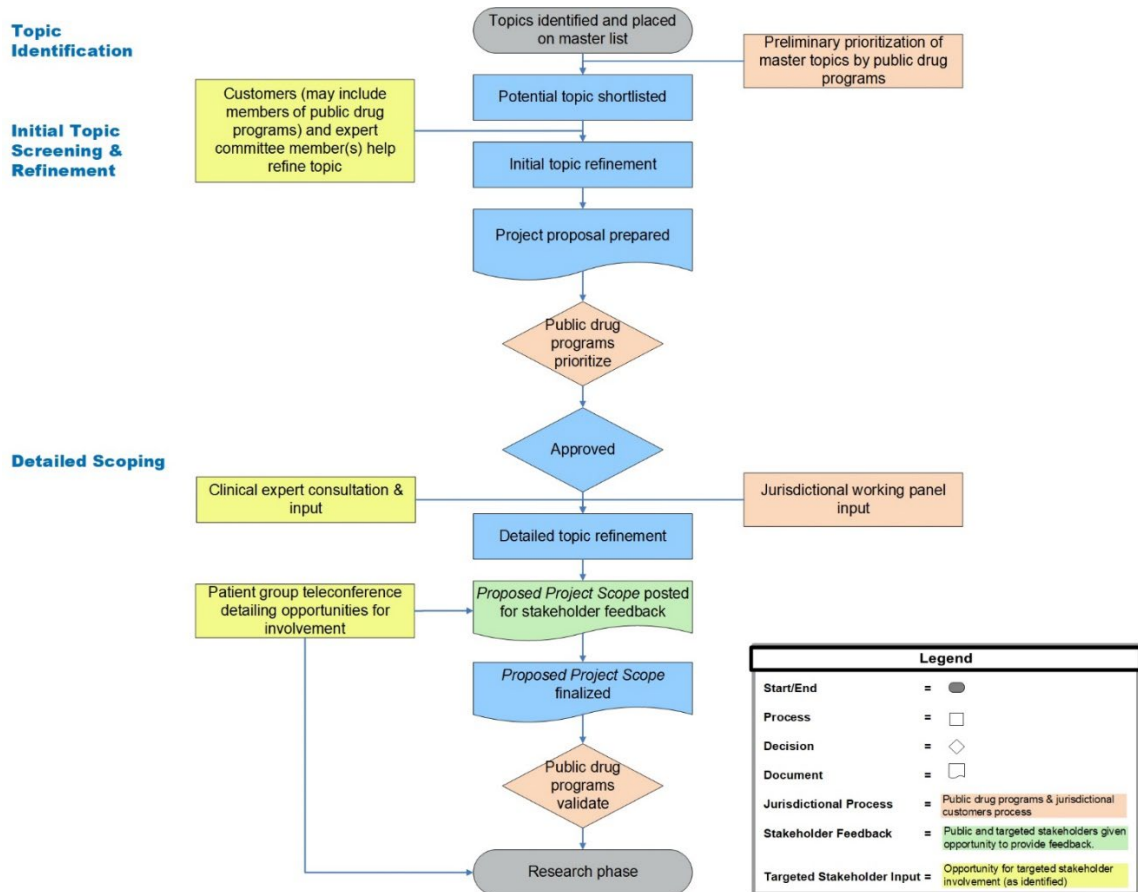 Topic
Identification
Topics identified and placed
on master list
Preliminary prioritization of
master topics by public drug
programs
Customers (may include
members of public drug
programs) and expert
committee member(s) help
refine topic
Potential topic shortlisted
Initial Topic
Screening &
Refinement
Initial topic refinement
Project proposal prepared
Public drug
programs
prioritize
Approved
Detailed Scoping
Clinical expert consultation &
input
Jurisdictional working panel
input
Detailed topic refinement
Patient group teleconference
detailing opportunities for
involvement
Proposed Project Scope posted
for stakeholder feedback
Proposed Project Scope
finalized
Public drug
programs
validate
Research phase
Legend
Start/End =
Process =
Decision =
Document =
Jurisdictional Process = Public drug programs & jurisdictional
customers process
Stakeholder Feedback = Public and targeted stakeholders given
opportunity to provide feedback.
Targeted Stakeholder Input = Opportunity for targeted stakeholder
involvement (as identified)